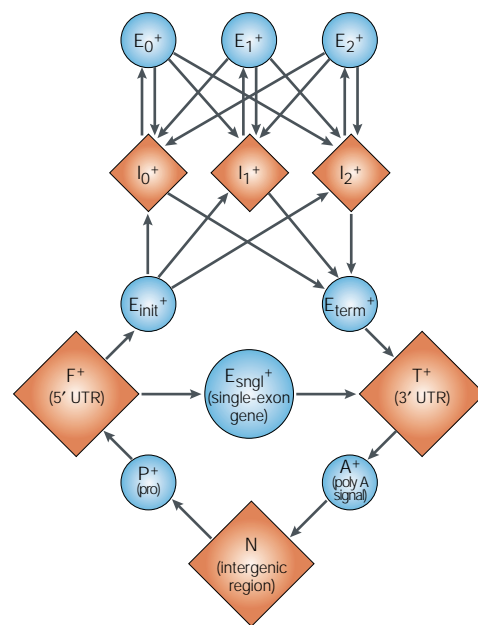 E0+ E1+ E2+
I0+ I1+ I2+
Einit+ Eterm+
F+
(5′ UTR)
Esngl+
(single-exon
gene)
T+
(3′ UTR)
P+
(pro)
A+
(poly A
signal)
N
(intergenic
region)